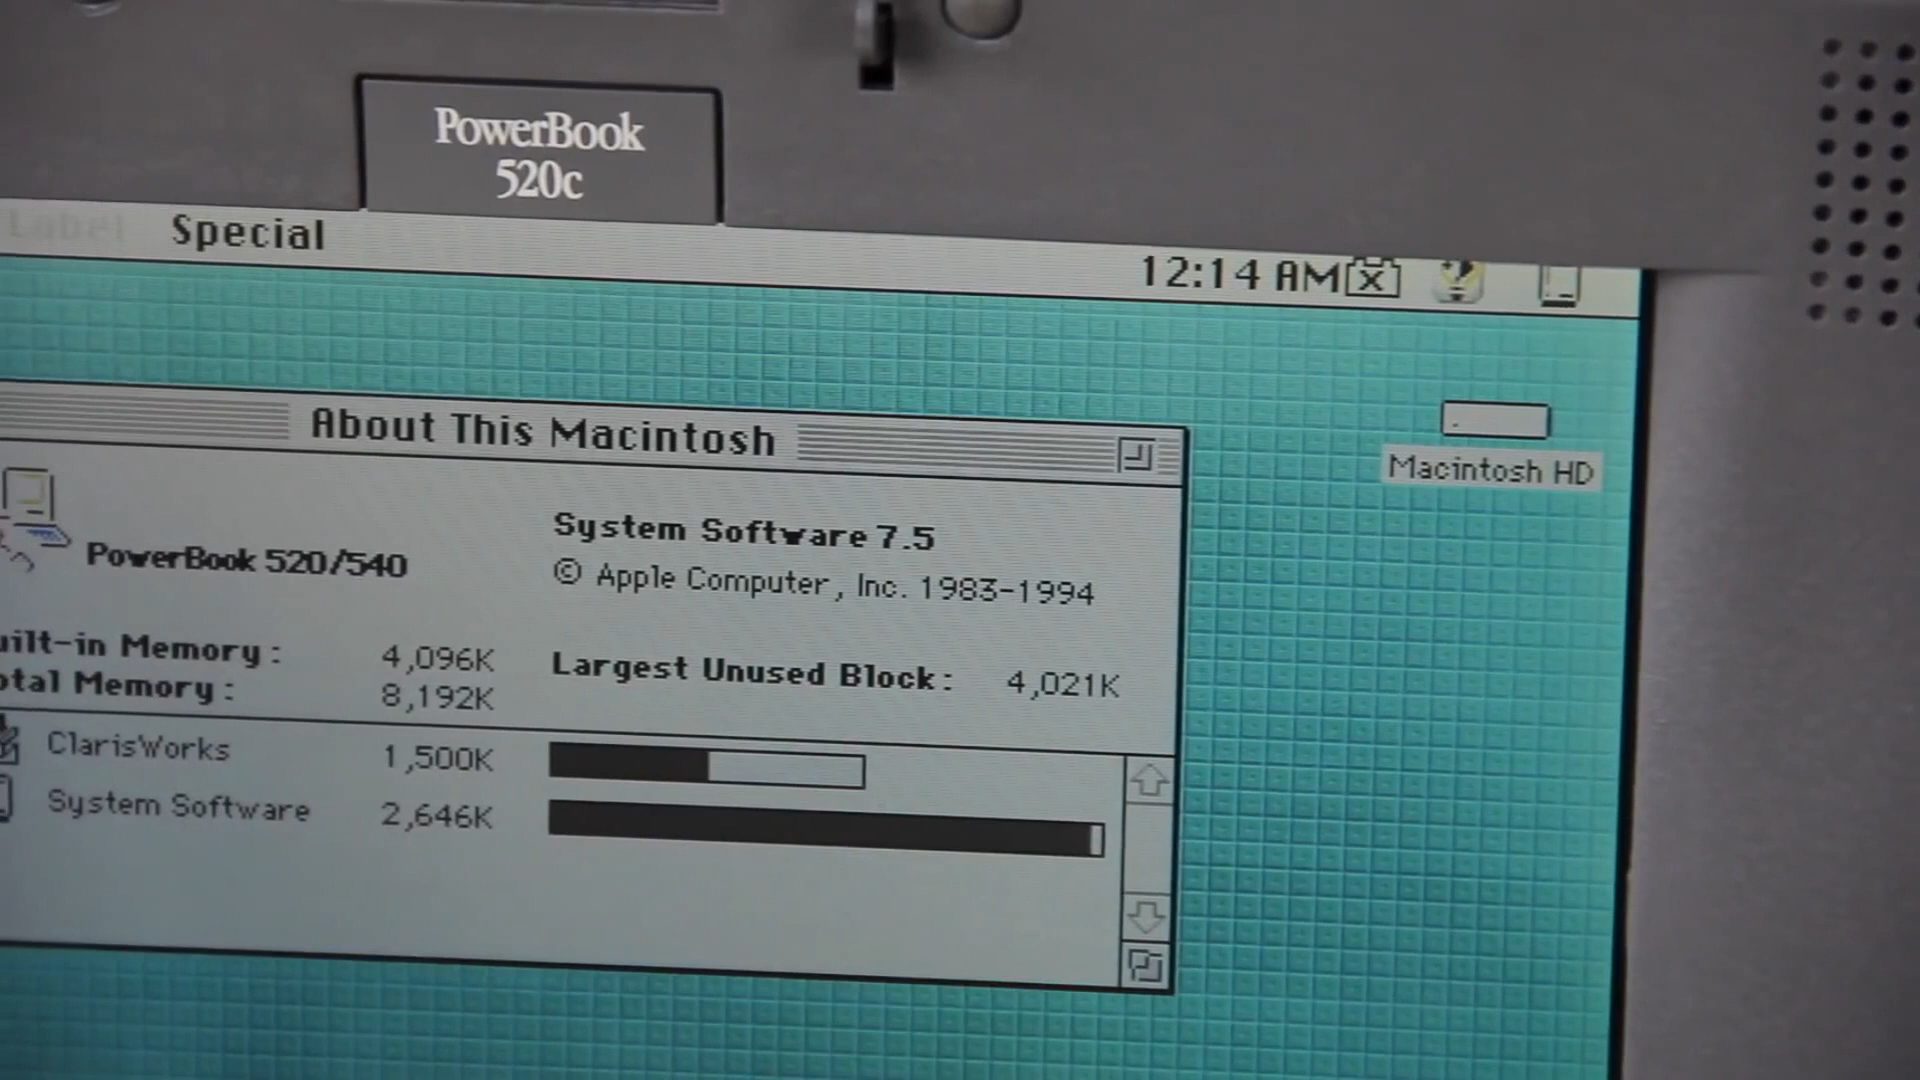 PowerBook
520c
Label Special 12:14 AM
About This Macintosh
Macintosh HD
System Software 7.5
PowerBook 520/540
© Apple Computer, Inc. 1983-1994
uilt-in Memory: 4,096K Largest Unused Block: 4,021K
otal Memory: 8,192K
ClarisWorks 1,500K
System Software 2,646K